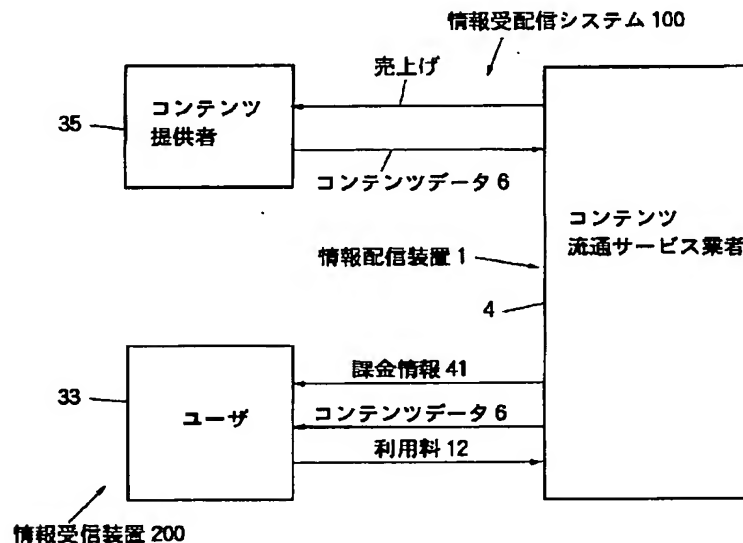 情報受配信システム 100
売上げ
35
コンテンツ
提供者
コンテンツデータ 6
コンテンツ
流通サービス業者
情報配信装置 1
4
33
ユーザ
課金情報 41
コンテンツデータ 6
利用料 12
情報受信装置 200